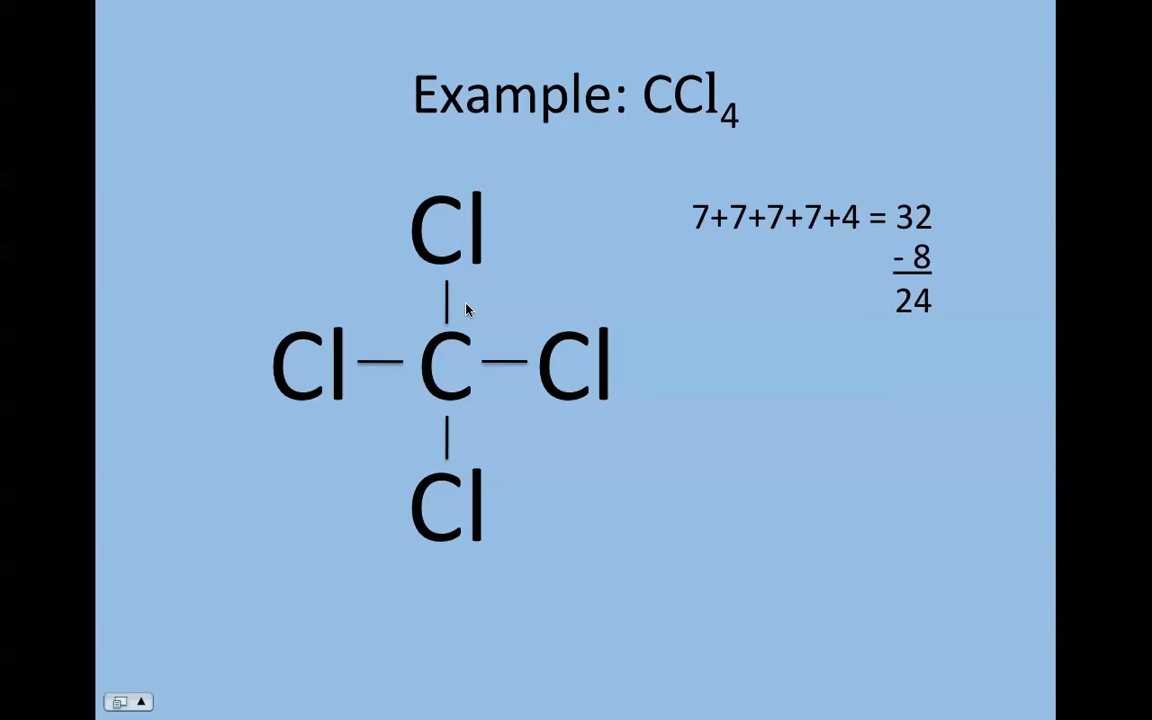 Example: CCl₄
Cl
7+7+7+7+4 = 32
- 8
24
Cl C Cl
Cl